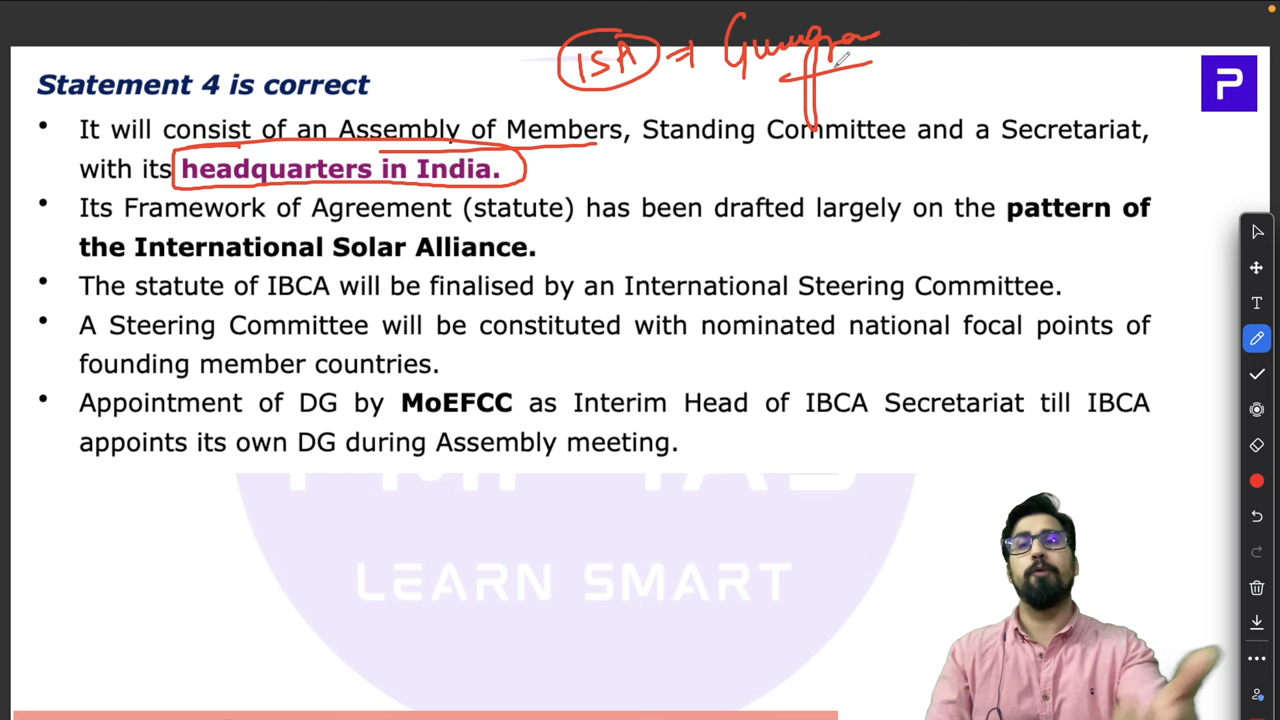 ISA ⇒ Gurugram
P
Statement 4 is correct
• It will consist of an Assembly of Members, Standing Committee and a Secretariat,
with its headquarters in India.
• Its Framework of Agreement (statute) has been drafted largely on the pattern of
the International Solar Alliance.
• The statute of IBCA will be finalised by an International Steering Committee.
• A Steering Committee will be constituted with nominated national focal points of
founding member countries.
• Appointment of DG by MoEFCC as Interim Head of IBCA Secretariat till IBCA
appoints its own DG during Assembly meeting.
LEARN SMART
T